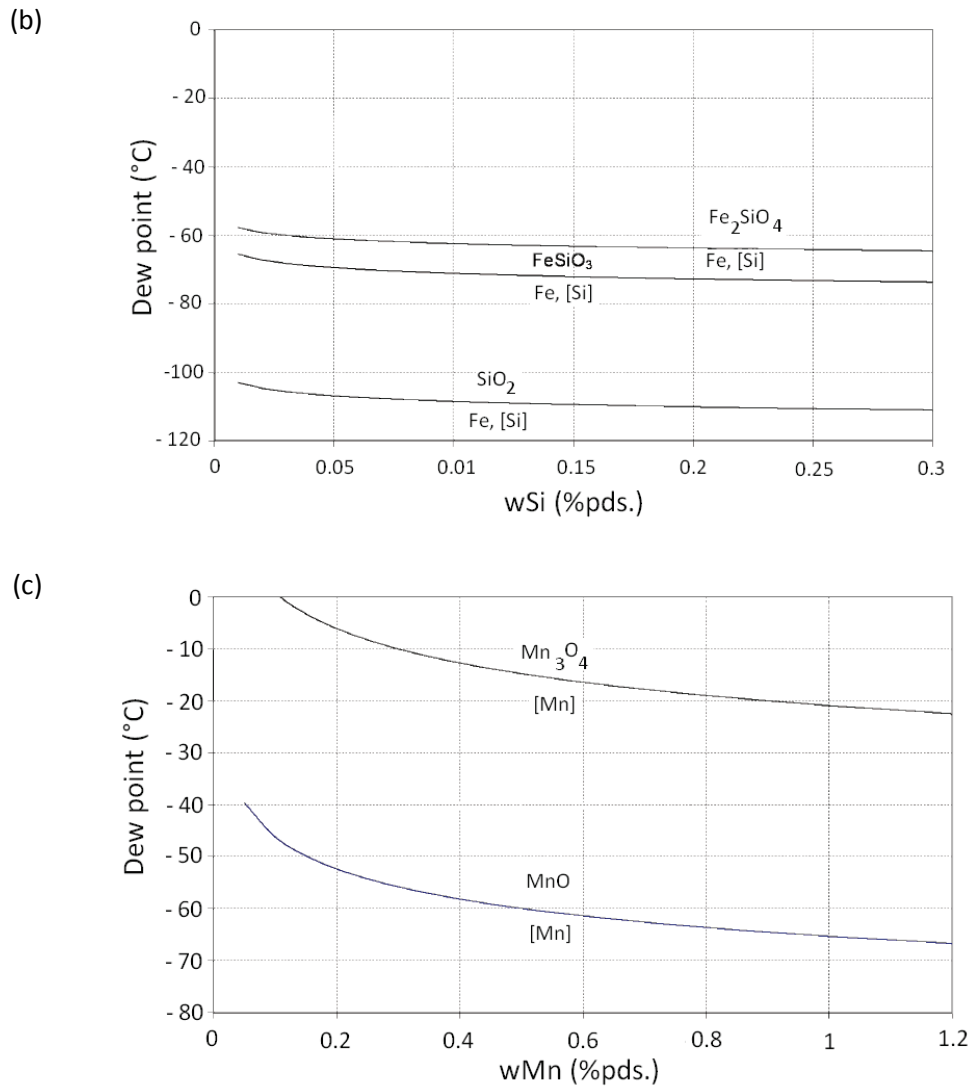 (b)
0
- 20
- 40
- 60
- 80
-100
- 120
Dew point (°C)
Fe2SiO4
Fe, [Si]
FeSiO3
Fe, [Si]
SiO2
Fe, [Si]
0 0.05 0.01 0.15 0.2 0.25 0.3
wSi (%pds.)
(c)
0
- 10
- 20
- 30
- 40
- 50
- 60
- 70
- 80
Dew point (°C)
Mn3O4
[Mn]
MnO
[Mn]
0 0.2 0.4 0.6 0.8 1 1.2
wMn (%pds.)